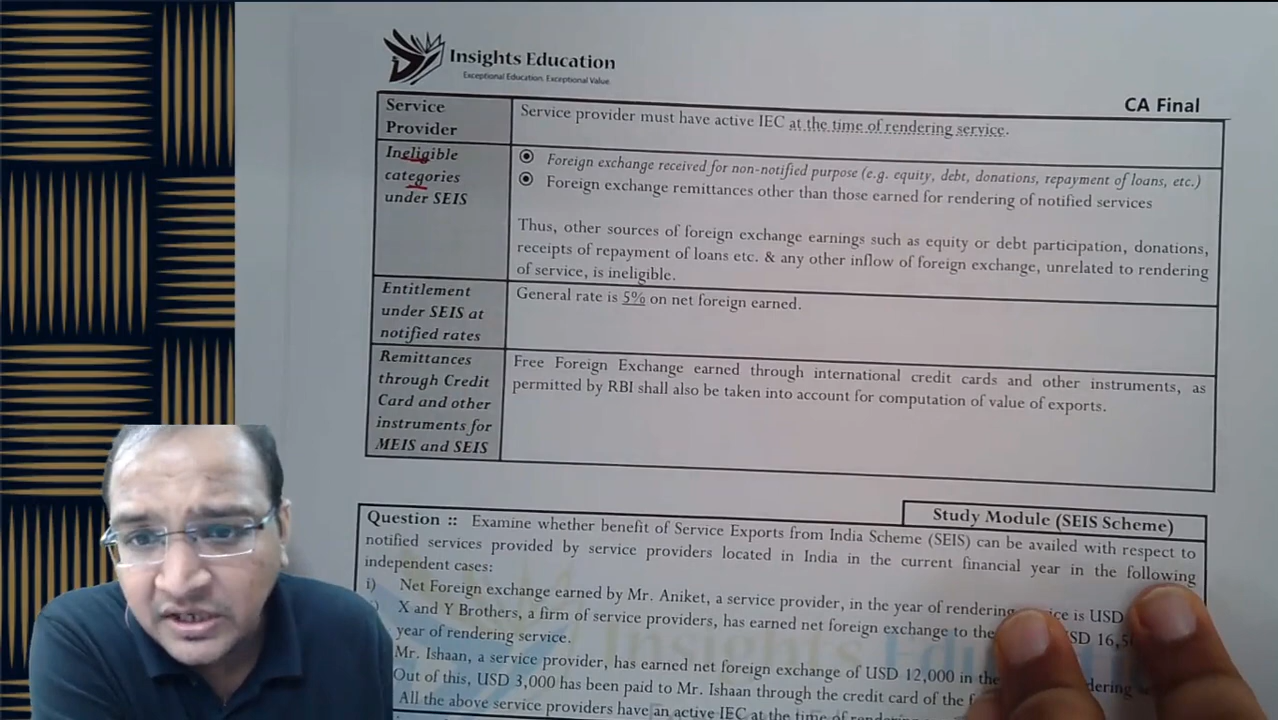 Insights Education
Exceptional Education. Exceptional Value.
CA Final
Service
Provider
Service provider must have active IEC at the time of rendering service.
Ineligible
categories
under SEIS
Foreign exchange received for non-notified purpose (e.g. equity, debt, donations, repayment of loans, etc.)
Foreign exchange remittances other than those earned for rendering of notified services
Thus, other sources of foreign exchange earnings such as equity or debt participation, donations,
receipts of repayment of loans etc. & any other inflow of foreign exchange, unrelated to rendering
of service, is ineligible.
Entitlement
under SEIS at
notified rates
General rate is 5% on net foreign earned.
Remittances
through Credit
Card and other
instruments for
MEIS and SEIS
Free Foreign Exchange earned through international credit cards and other instruments, as
permitted by RBI shall also be taken into account for computation of value of exports.
Study Module (SEIS Scheme)
Question :: Examine whether benefit of Service Exports from India Scheme (SEIS) can be availed with respect to
notified services provided by service providers located in India in the current financial year in the following
independent cases:
i) Net Foreign exchange earned by Mr. Aniket, a service provider, in the year of rendering is USD
X and Y Brothers, a firm of service providers, has earned net foreign exchange to the USD
year of rendering service.
Mr. Ishaan, a service provider, has earned net foreign exchange of USD 12,000 in the
Out of this, USD 3,000 has been paid to Mr. Ishaan through the credit card of the
All the above service providers have an active IEC at the time of
Insights